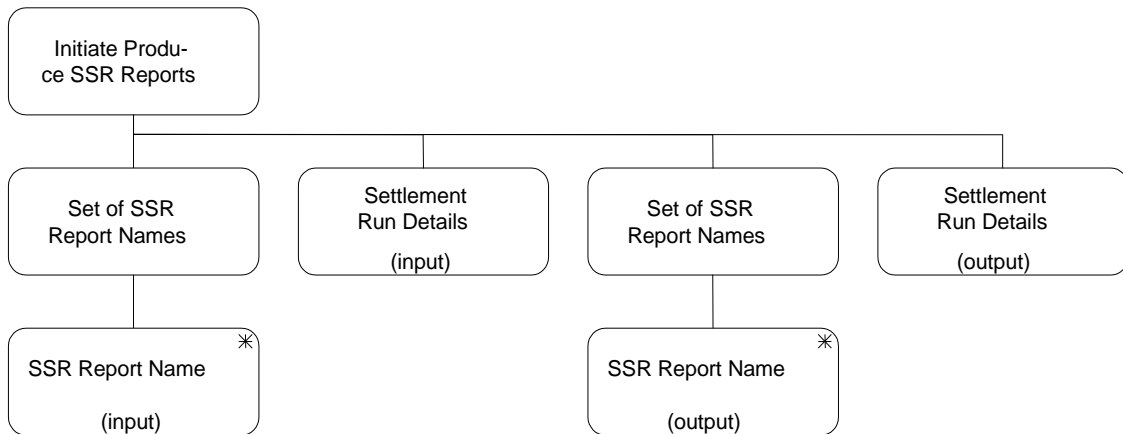 Initiate Produ-
ce SSR Reports
Set of SSR
Report Names
Settlement
Run Details
(input)
Set of SSR
Report Names
Settlement
Run Details
(output)
SSR Report Name
(input)
SSR Report Name
(output)